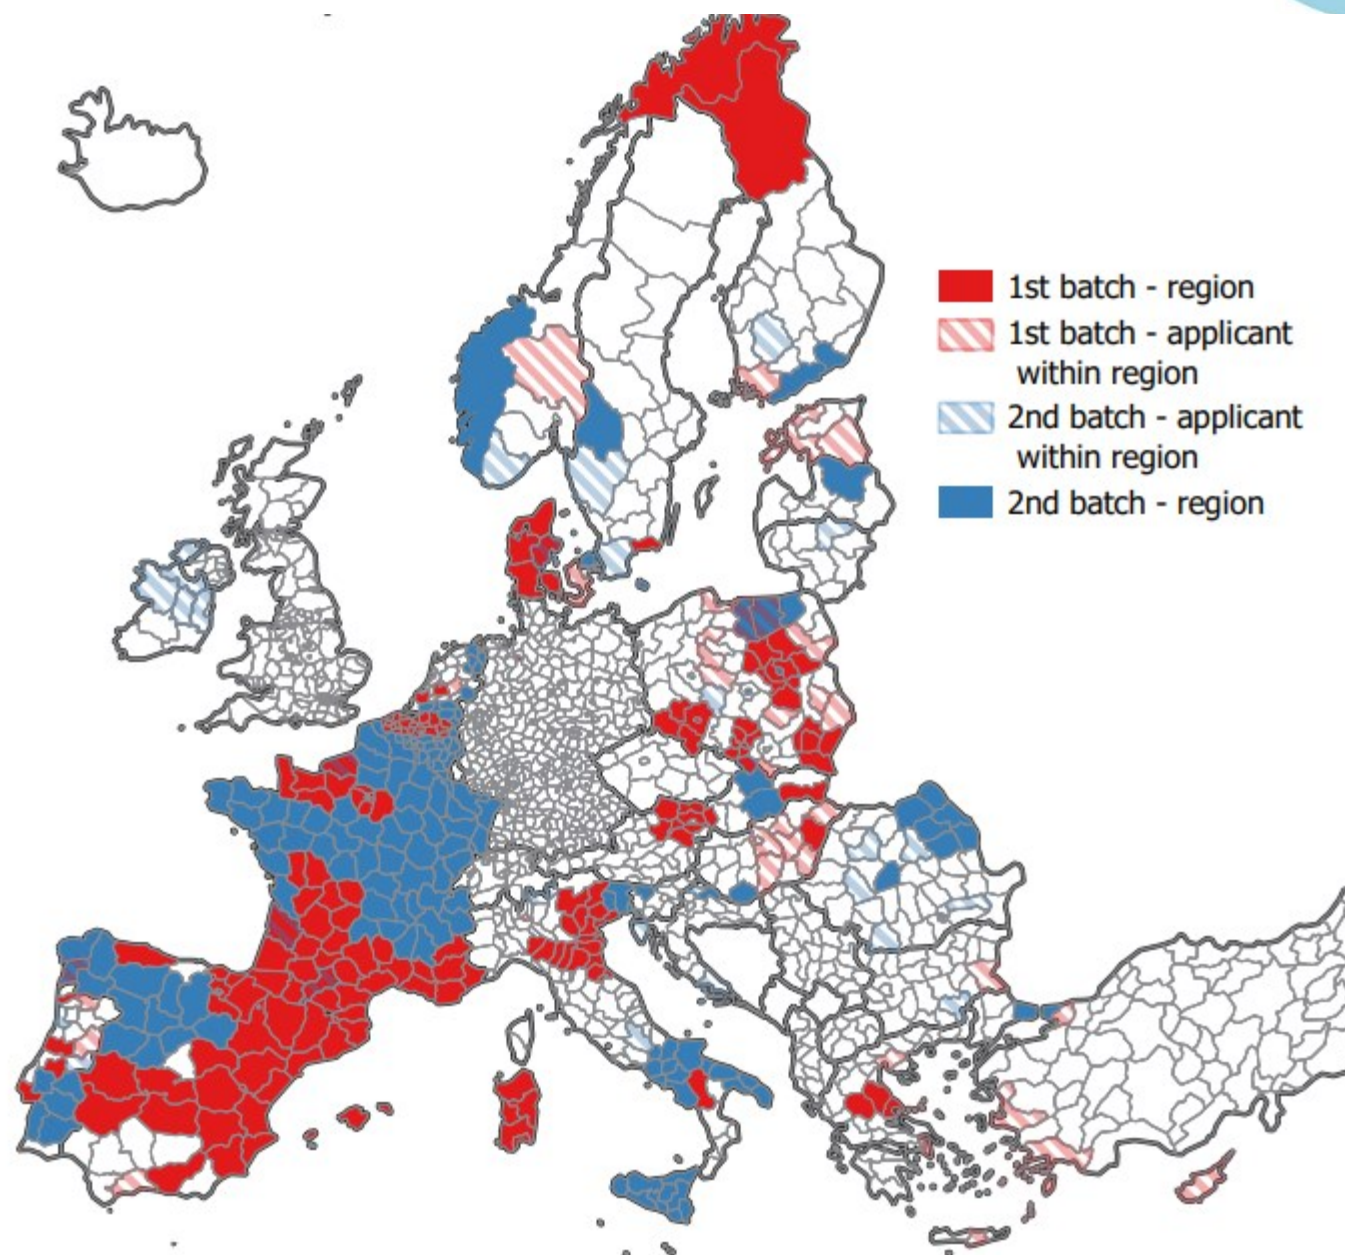 1st batch - region
1st batch - applicant
within region
2nd batch - applicant
within region
2nd batch - region